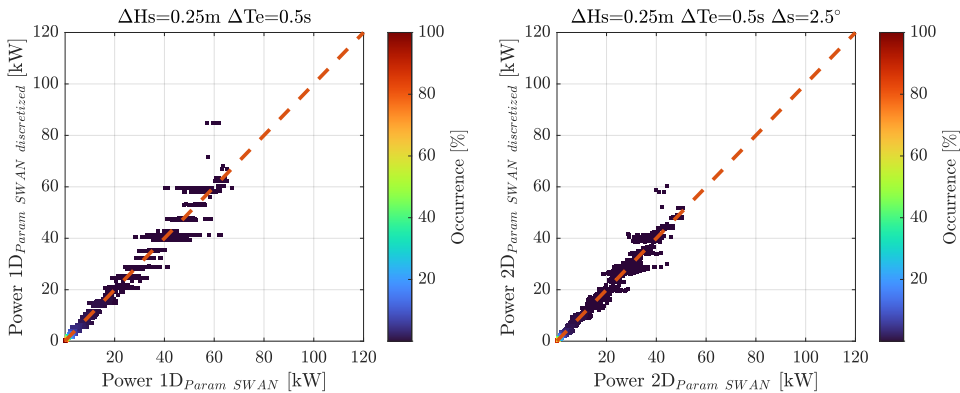 ΔHs=0.25m ΔTe=0.5s
Power 1D_Param SWAN discretized [kW]
120
100
80
60
40
20
0
20 40 60 80 100 120
Power 1D_Param SWAN [kW]
100
80
60
40
20
Occurrence [%]
ΔHs=0.25m ΔTe=0.5s Δs=2.5°
Power 2D_Param SWAN discretized [kW]
120
100
80
60
40
20
0
20 40 60 80 100 120
Power 2D_Param SWAN [kW]
100
80
60
40
20
Occurrence [%]